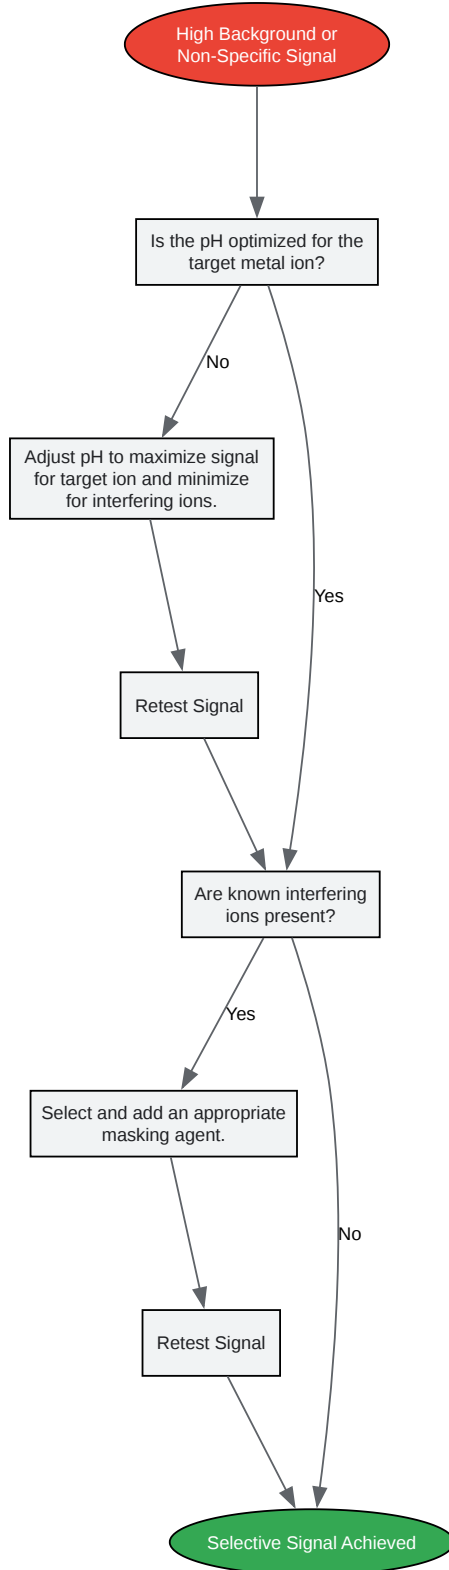 High Background or
Non-Specific Signal
Is the pH optimized for the
target metal ion?
No
Adjust pH to maximize signal
for target ion and minimize
for interfering ions.
Yes
Retest Signal
Are known interfering
ions present?
Yes
Select and add an appropriate
masking agent.
No
Retest Signal
Selective Signal Achieved